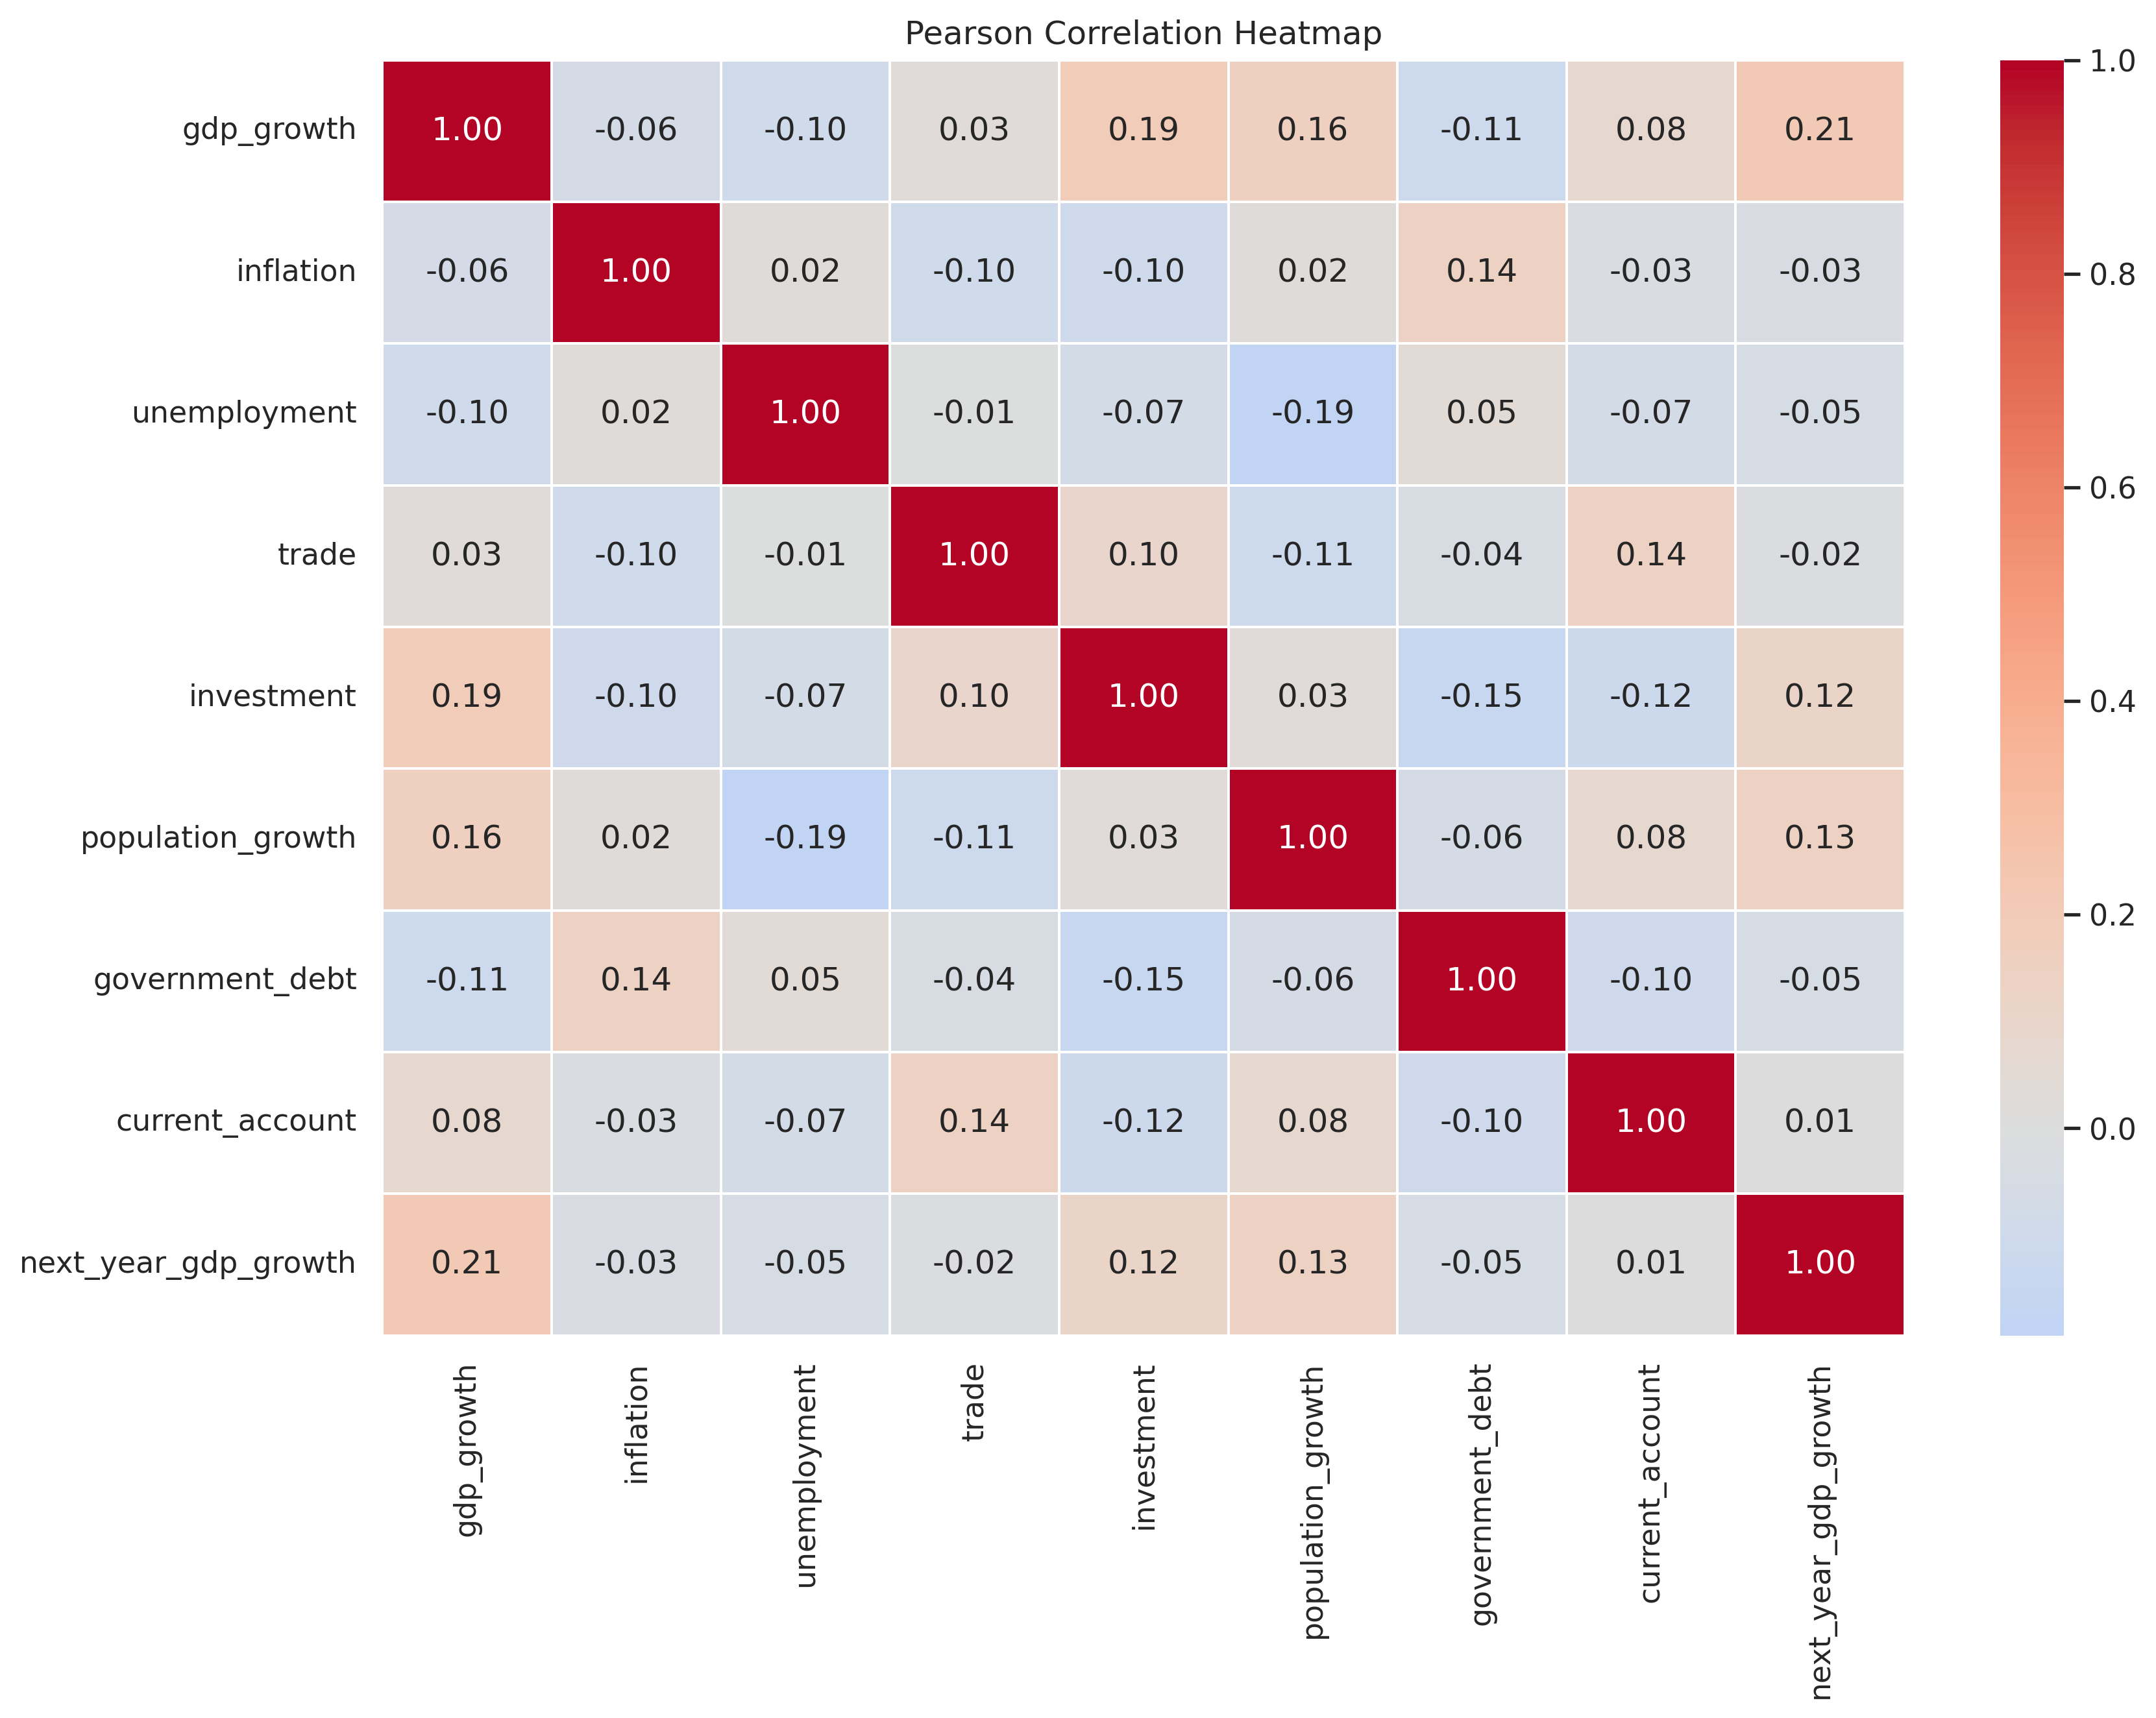 Pearson Correlation Heatmap
gdp_growth 1.00 -0.06 -0.10 0.03 0.19 0.16 -0.11 0.08 0.21
inflation -0.06 1.00 0.02 -0.10 -0.10 0.02 0.14 -0.03 -0.03
unemployment -0.10 0.02 1.00 -0.01 -0.07 -0.19 0.05 -0.07 -0.05
trade 0.03 -0.10 -0.01 1.00 0.10 -0.11 -0.04 0.14 -0.02
investment 0.19 -0.10 -0.07 0.10 1.00 0.03 -0.15 -0.12 0.12
population_growth 0.16 0.02 -0.19 -0.11 0.03 1.00 -0.06 0.08 0.13
government_debt -0.11 0.14 0.05 -0.04 -0.15 -0.06 1.00 -0.10 -0.05
current_account 0.08 -0.03 -0.07 0.14 -0.12 0.08 -0.10 1.00 0.01
next_year_gdp_growth 0.21 -0.03 -0.05 -0.02 0.12 0.13 -0.05 0.01 1.00
gdp_growth
inflation
unemployment
trade
investment
population_growth
government_debt
current_account
next_year_gdp_growth
1.0
0.8
0.6
0.4
0.2
0.0